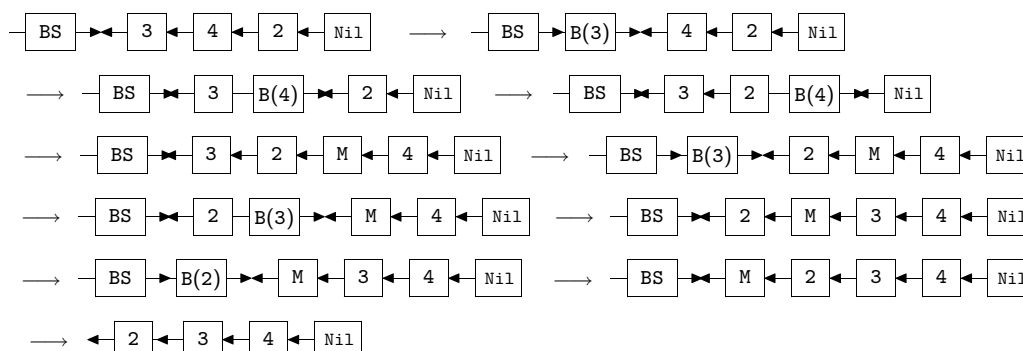 BS 3 4 2 Nil ⟶ BS B(3) 4 2 Nil
⟶ BS 3 B(4) 2 Nil ⟶ BS 3 2 B(4) Nil
⟶ BS 3 2 M 4 Nil ⟶ BS B(3) 2 M 4 Nil
⟶ BS 2 B(3) M 4 Nil ⟶ BS 2 M 3 4 Nil
⟶ BS B(2) M 3 4 Nil ⟶ BS M 2 3 4 Nil
⟶ 2 3 4 Nil